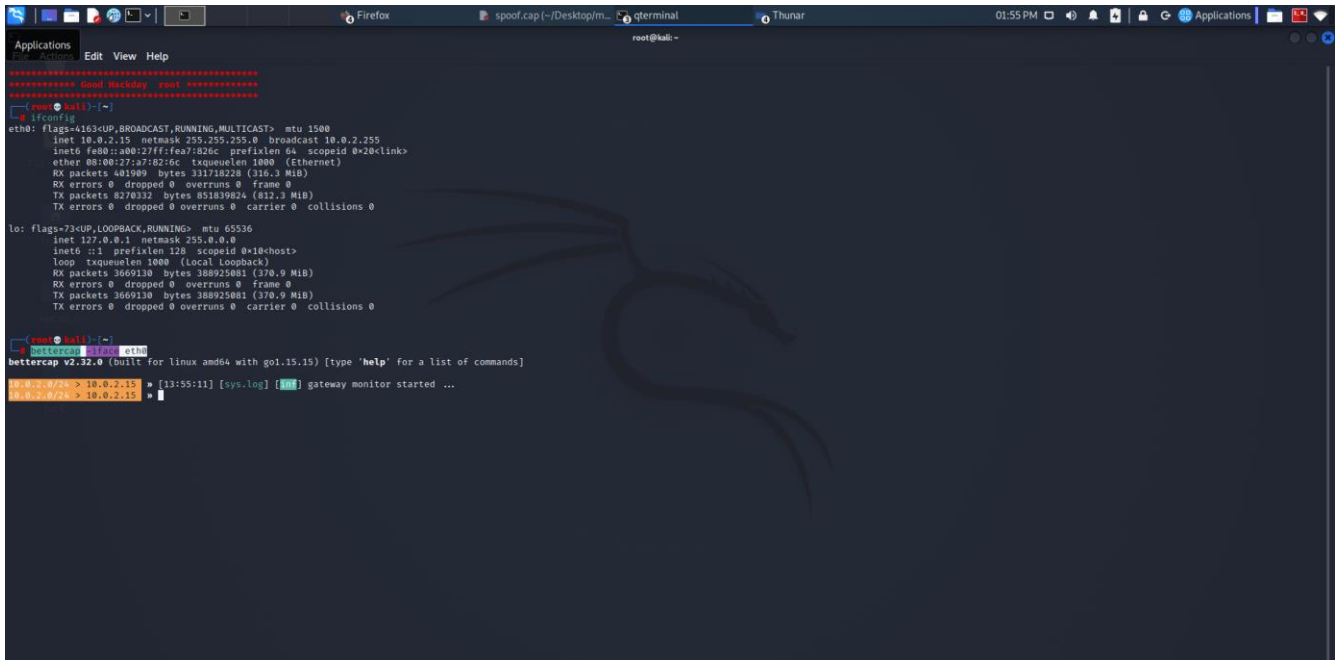 Firefox
spoof.cap (~/Desktop/m...
qterminal
Thunar
01:55 PM
Applications
Applications
root@kali: ~
File Actions Edit View Help
*********************************************
************ Good Hackday root *************
*********************************************
(root💀kali)-[~]
# ifconfig
eth0: flags=4163<UP,BROADCAST,RUNNING,MULTICAST> mtu 1500
inet 10.0.2.15 netmask 255.255.255.0 broadcast 10.0.2.255
inet6 fe80::a00:27ff:fea7:826c prefixlen 64 scopeid 0×20<link>
ether 08:00:27:a7:82:6c txqueuelen 1000 (Ethernet)
RX packets 401909 bytes 331718228 (316.3 MiB)
RX errors 0 dropped 0 overruns 0 frame 0
TX packets 8270332 bytes 851839824 (812.3 MiB)
TX errors 0 dropped 0 overruns 0 carrier 0 collisions 0
lo: flags=73<UP,LOOPBACK,RUNNING> mtu 65536
inet 127.0.0.1 netmask 255.0.0.0
inet6 ::1 prefixlen 128 scopeid 0×10<host>
loop txqueuelen 1000 (Local Loopback)
RX packets 3669130 bytes 388925081 (370.9 MiB)
RX errors 0 dropped 0 overruns 0 frame 0
TX packets 3669130 bytes 388925081 (370.9 MiB)
TX errors 0 dropped 0 overruns 0 carrier 0 collisions 0
(root💀kali)-[~]
# bettercap -iface eth0
bettercap v2.32.0 (built for linux amd64 with go1.15.15) [type 'help' for a list of commands]
10.0.2.0/24 > 10.0.2.15 » [13:55:11] [sys.log] [inf] gateway monitor started ...
10.0.2.0/24 > 10.0.2.15 »